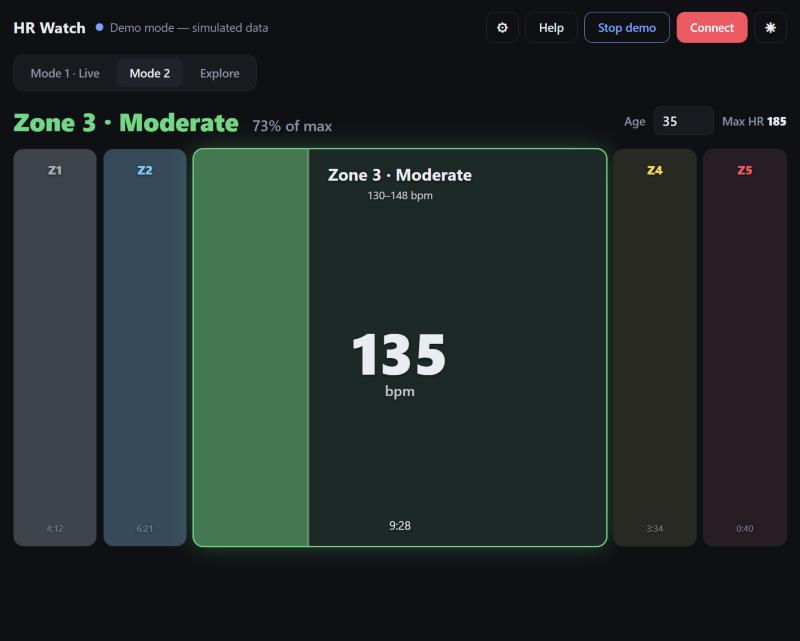 HR Watch Demo mode — simulated data ⚙ Help Stop demo Connect
Mode 1 · Live Mode 2 Explore
Zone 3 · Moderate 73% of max Age 35 Max HR 185
Z1 Z2 Zone 3 · Moderate Z4 Z5
130–148 bpm
135
bpm
4:12 6:21 9:28 3:34 0:40